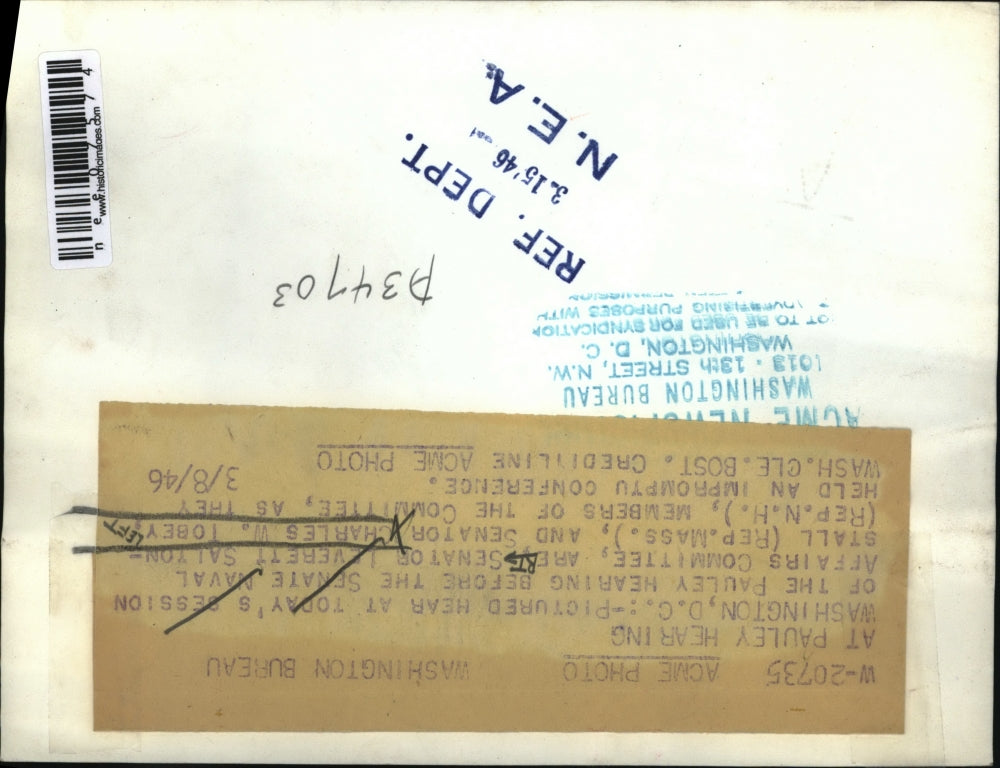 W-20735 ACME PHOTO WASHINGTON BUREAU
AT PAULEY HEARING
WASHINGTON,D.C.:-PICTURED HEAR AT TODAY'S SESSION
OF THE PAULEY HEARING BEFORE THE SENATE NAVAL
AFFAIRS COMMITTEE, ARE, SENATOR LEVERETT SALTON-
STALL (REP.MASS.), AND SENATOR CHARLES W. TOBEY,
(REP.N.H.), MEMBERS OF THE COMMITTEE, AS THEY
HELD AN IMPROMPTU CONFERENCE.
WASH.CLE.BOST. CREDITLINE ACME PHOTO 3/8/46
RT.
LEFT
ACME
WASHINGTON BUREAU
1013 - 13th STREET, N.W.
WASHINGTON, D. C.
TO BE USED FOR SYNDICATION
ADVERTISING PURPOSES WITH
PERMISSION
D34703
REF. DEPT.
3.15'46
N. E. A.
www.historicimages.com